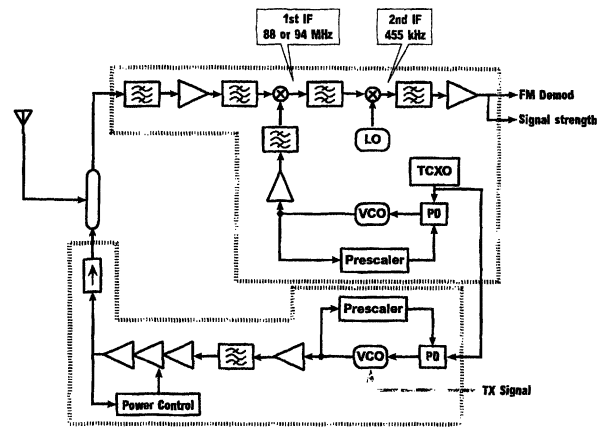 1st IF
88 or 94 MHz
2nd IF
455 kHz
FM Demod
Signal strength
LO
TCXO
VCO
PD
Prescaler
Prescaler
VCO
PD
TX Signal
Power Control